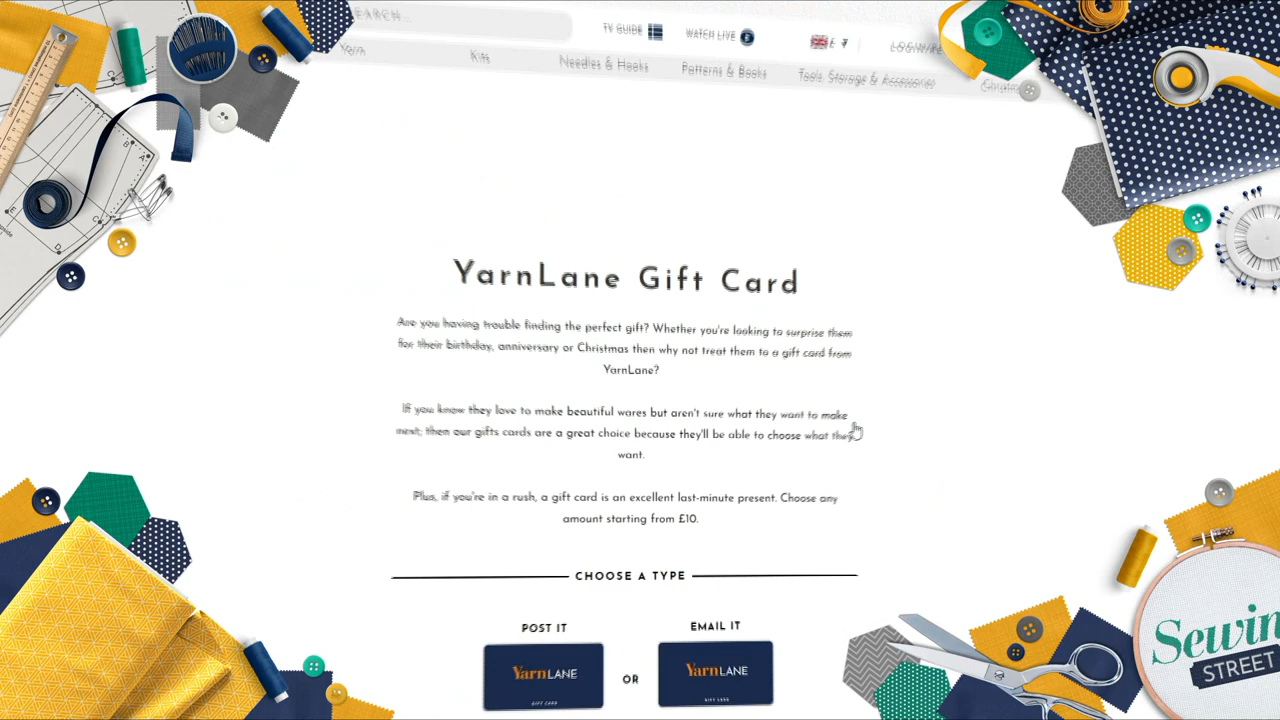 EARCH...
TV GUIDE
WATCH LIVE
£
Yarn
Kits
Needles & Hooks
Patterns & Books
Tools, Storage & Accessories
YarnLane Gift Card
Are you having trouble finding the perfect gift? Whether you're looking to surprise them
for their birthday, anniversary or Christmas then why not treat them to a gift card from
YarnLane?
If you know they love to make beautiful wares but aren't sure what they want to make
next; then our gifts cards are a great choice because they'll be able to choose what they
want.
Plus, if you're in a rush, a gift card is an excellent last-minute present. Choose any
amount starting from £10.
CHOOSE A TYPE
POST IT
EMAIL IT
YarnLANE
GIFT CARD
OR
YarnLANE
GIFT CARD
Sewin
STREET